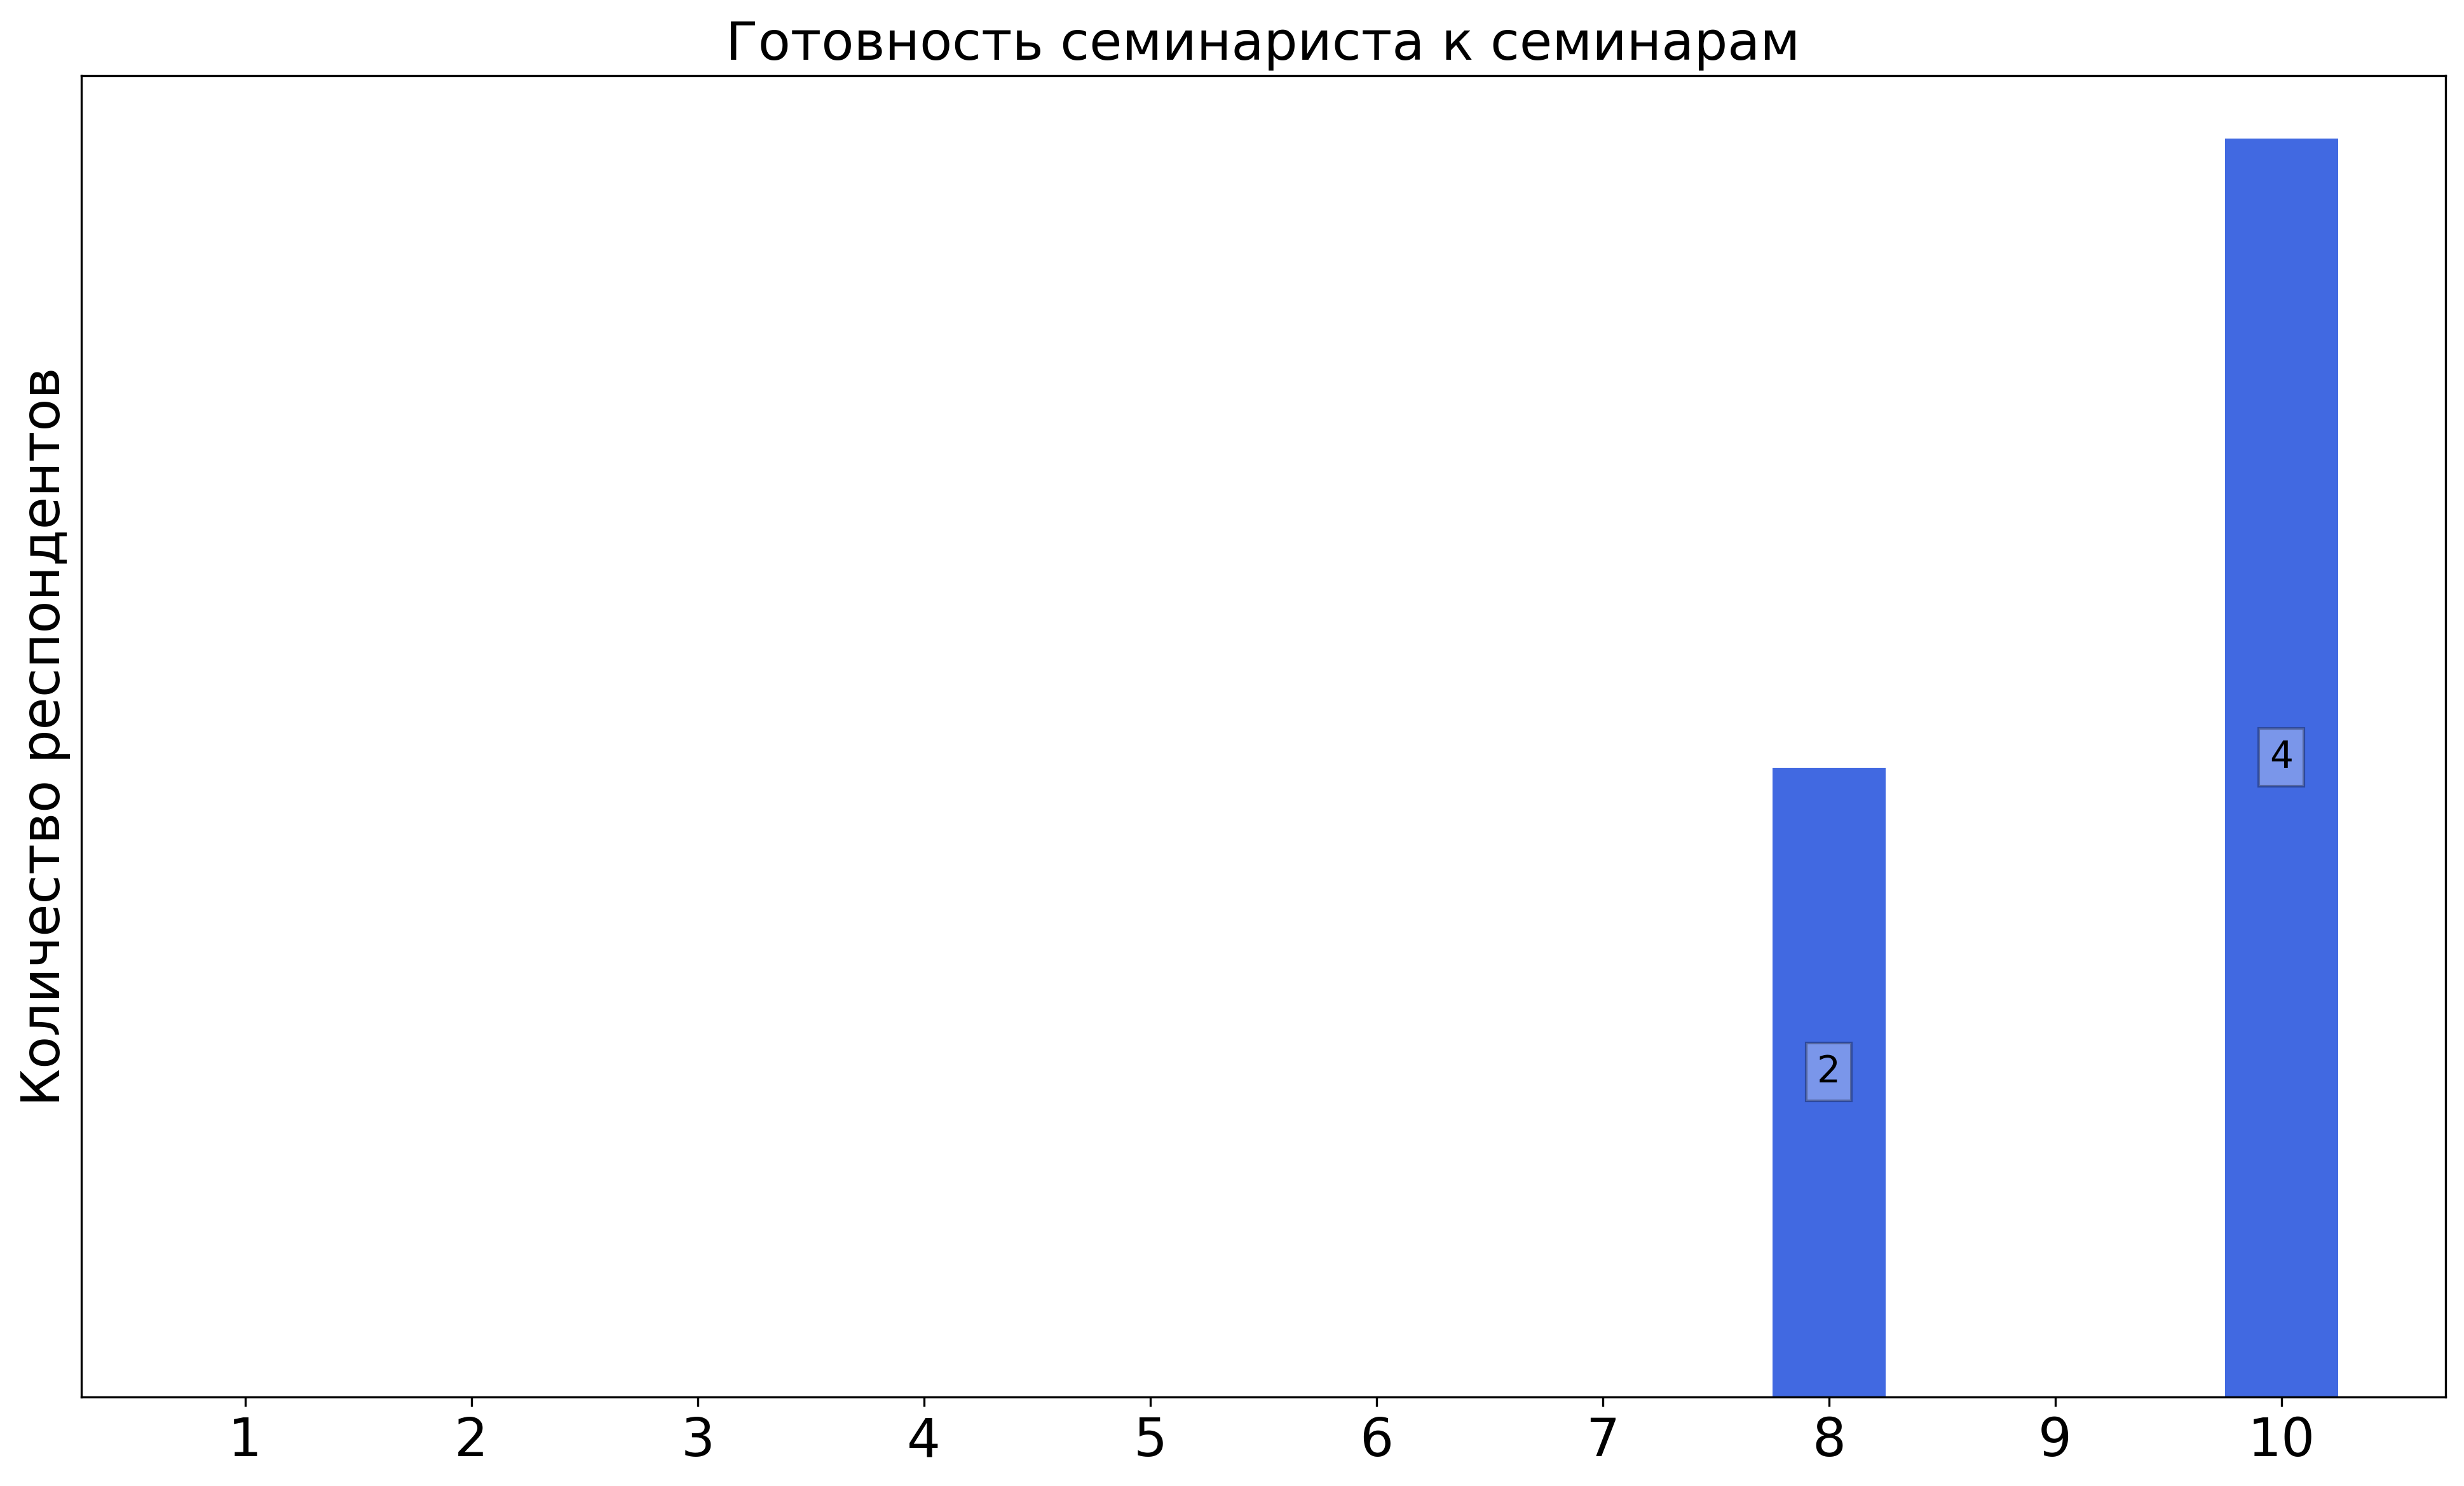 Готовность семинариста к семинарам
Количество респондентов
4
2
1 2 3 4 5 6 7 8 9 10